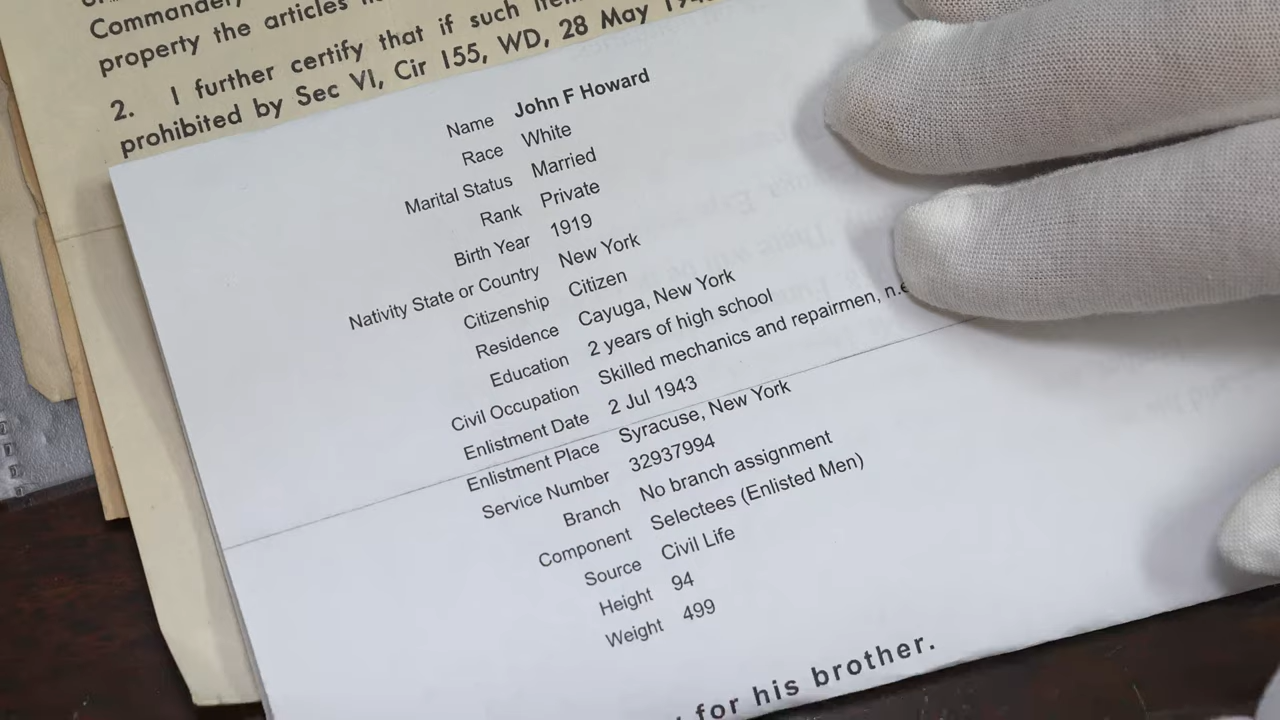 Commander
property the articles
2. I further certify that if such item
prohibited by Sec VI, Cir 155, WD, 28 May
Name John F Howard
Race White
Marital Status Married
Rank Private
Birth Year 1919
Nativity State or Country New York
Citizenship Citizen
Residence Cayuga, New York
Education 2 years of high school
Civil Occupation Skilled mechanics and repairmen, n.e
Enlistment Date 2 Jul 1943
Enlistment Place Syracuse, New York
Service Number 32937994
Branch No branch assignment
Component Selectees (Enlisted Men)
Source Civil Life
Height 94
Weight 499
for his brother.